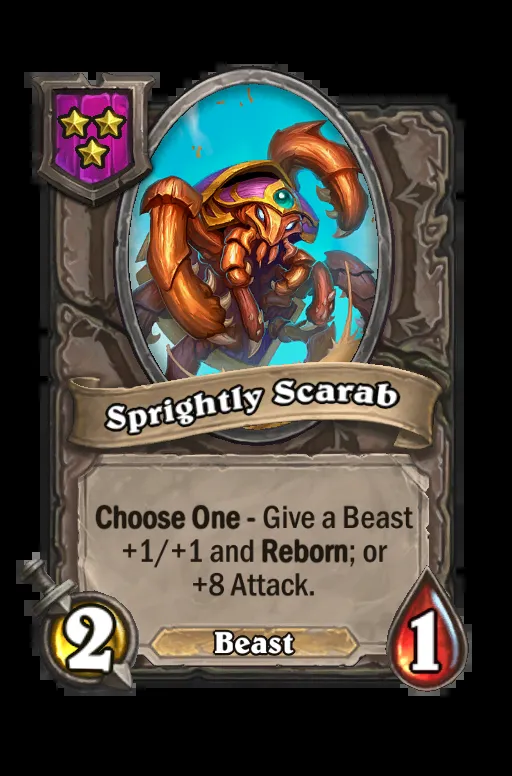 Sprightly Scarab
Choose One - Give a Beast
+1/+1 and Reborn; or
+8 Attack.
2
Beast
1